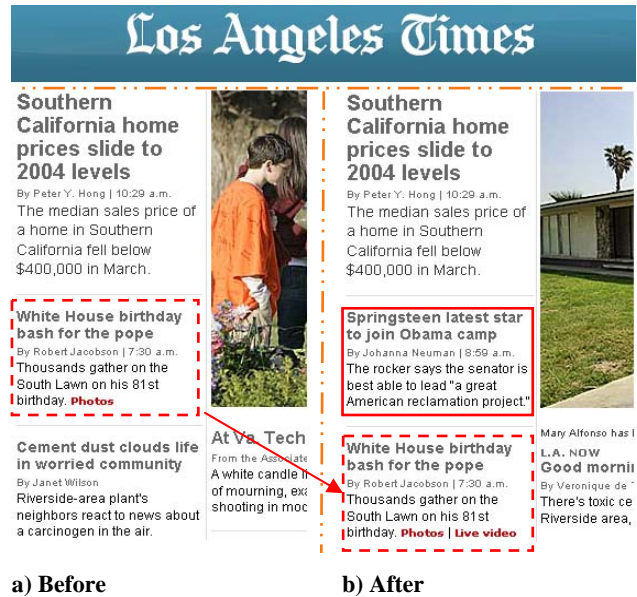 Los Angeles Times
Southern
California home
prices slide to
2004 levels
By Peter Y. Hong | 10:29 a.m.
The median sales price of
a home in Southern
California fell below
$400,000 in March.
White House birthday
bash for the pope
By Robert Jacobson | 7:30 a.m.
Thousands gather on the
South Lawn on his 81st
birthday. Photos
Cement dust clouds life
in worried community
By Janet Wilson
Riverside-area plant's
neighbors react to news about
a carcinogen in the air.
At Va. Tech
From the Associate
A white candle
of mourning, exa
shooting in moc
Southern
California home
prices slide to
2004 levels
By Peter Y. Hong | 10:29 a.m.
The median sales price of
a home in Southern
California fell below
$400,000 in March.
Springsteen latest star
to join Obama camp
By Johanna Neuman | 8:59 a.m.
The rocker says the senator is
best able to lead "a great
American reclamation project."
White House birthday
bash for the pope
By Robert Jacobson | 7:30 a.m.
Thousands gather on the
South Lawn on his 81st
birthday. Photos | Live video
Mary Alfonso has
L.A. NOW
Good morni
By Veronique de
There's toxic ce
Riverside area,
a) Before
b) After